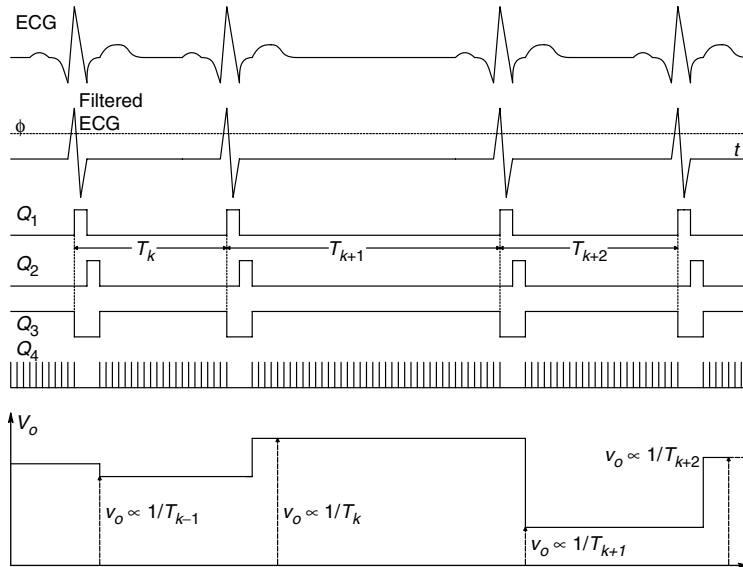 ECG
Filtered
ECG
ϕ
t
Q₁
Tₖ Tₖ₊₁ Tₖ₊₂
Q₂
Q₃
Q₄
Vₒ
vₒ ∝ 1/Tₖ₋₁ vₒ ∝ 1/Tₖ vₒ ∝ 1/Tₖ₊₁ vₒ ∝ 1/Tₖ₊₂